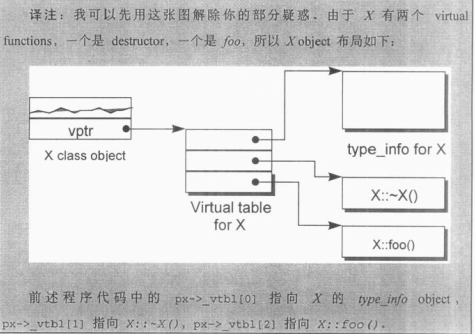 译注：我可以先用这张图解除你的部分疑惑。由于 X 有两个 virtual
functions，一个是 destructor，一个是 foo，所以 X object 布局如下：
vptr
X class object
Virtual table
for X
type_info for X
X::~X()
X::foo()
前述程序代码中的 px->_vtbl[0] 指向 X 的 type_info object，
px->_vtbl[1] 指向 X::~X()，px->_vtbl[2] 指向 X::foo()。